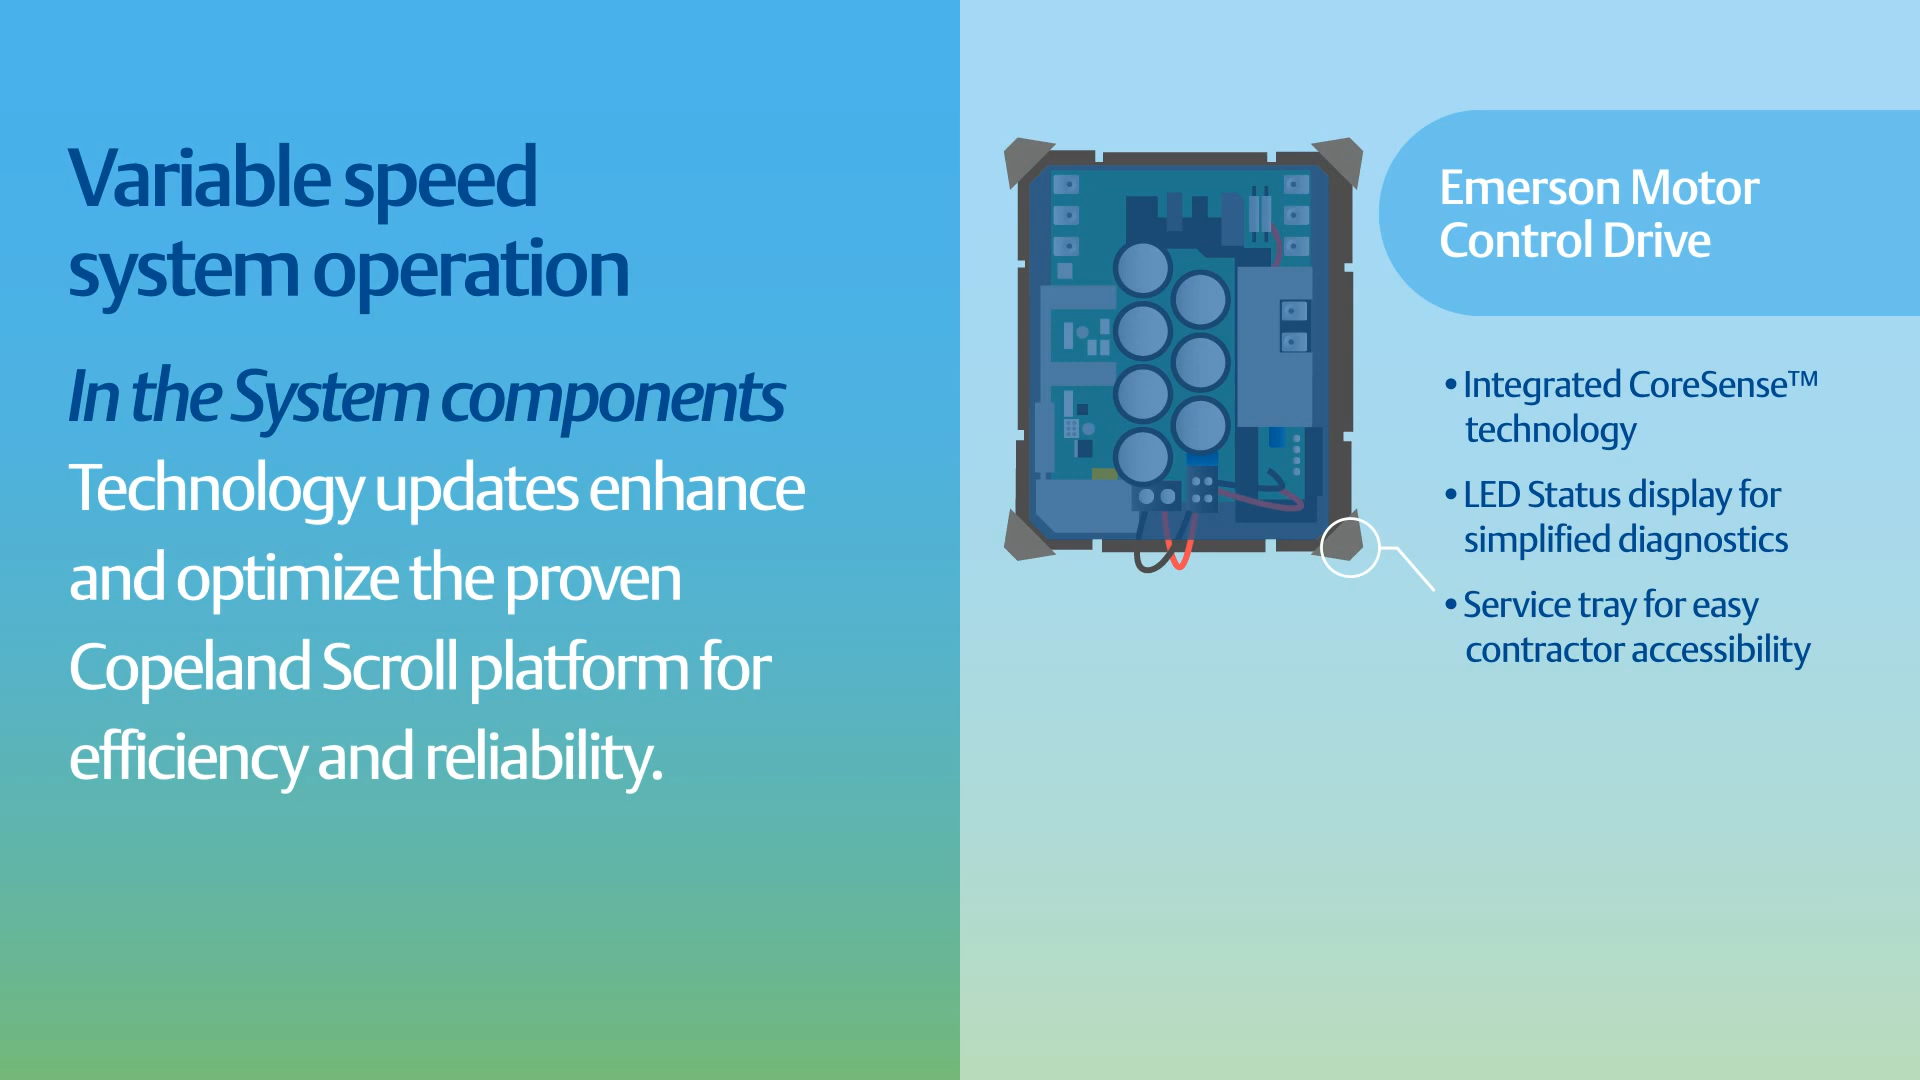 Variable speed
system operation
In the System components
Technology updates enhance
and optimize the proven
Copeland Scroll platform for
efficiency and reliability.
Emerson Motor
Control Drive
• Integrated CoreSense™
technology
• LED Status display for
simplified diagnostics
• Service tray for easy
contractor accessibility